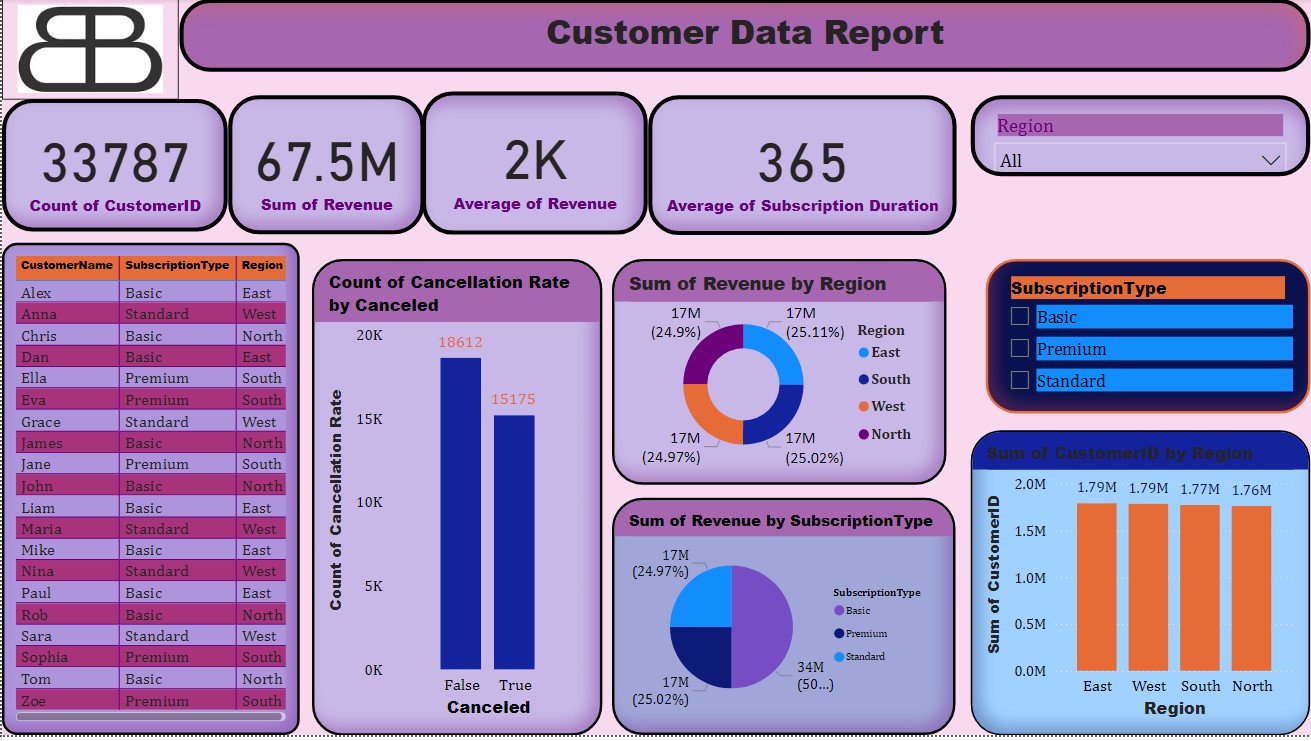 Customer Data Report
33787
Count of CustomerID
67.5M
Sum of Revenue
2K
Average of Revenue
365
Average of Subscription Duration
Region
All
CustomerName SubscriptionType Region
Alex Basic East
Anna Standard West
Chris Basic North
Dan Basic East
Ella Premium South
Eva Premium South
Grace Standard West
James Basic North
Jane Premium South
John Basic North
Liam Basic East
Maria Standard West
Mike Basic East
Nina Standard West
Paul Basic East
Rob Basic North
Sara Standard West
Sophia Premium South
Tom Basic North
Zoe Premium South
Count of Cancellation Rate
by Canceled
Count of Cancellation Rate
20K
15K
10K
5K
0K
18612
15175
False True
Canceled
Sum of Revenue by Region
17M
(24.9%)
17M
(25.11%)
17M
(24.97%)
17M
(25.02%)
Region
East
South
West
North
Sum of Revenue by SubscriptionType
17M
(24.97%)
17M
(25.02%)
34M
(50...)
SubscriptionType
Basic
Premium
Standard
SubscriptionType
Basic
Premium
Standard
Sum of CustomerID by Region
Sum of CustomerID
2.0M
1.5M
1.0M
0.5M
0.0M
1.79M 1.79M 1.77M 1.76M
East West South North
Region